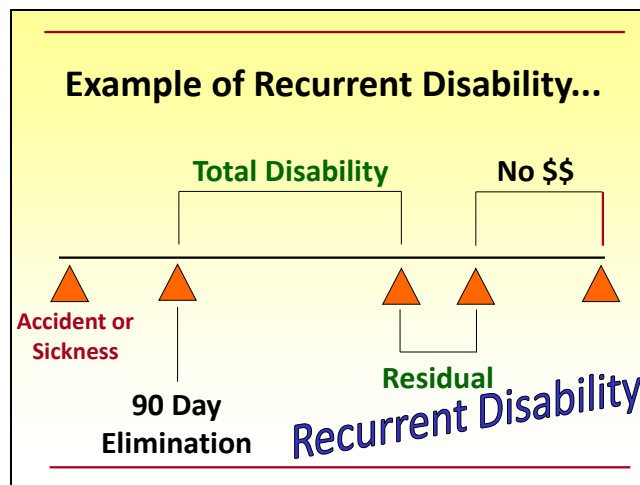 Example of Recurrent Disability...
Total Disability
No $$
Accident or
Sickness
90 Day
Elimination
Residual
Recurrent Disability